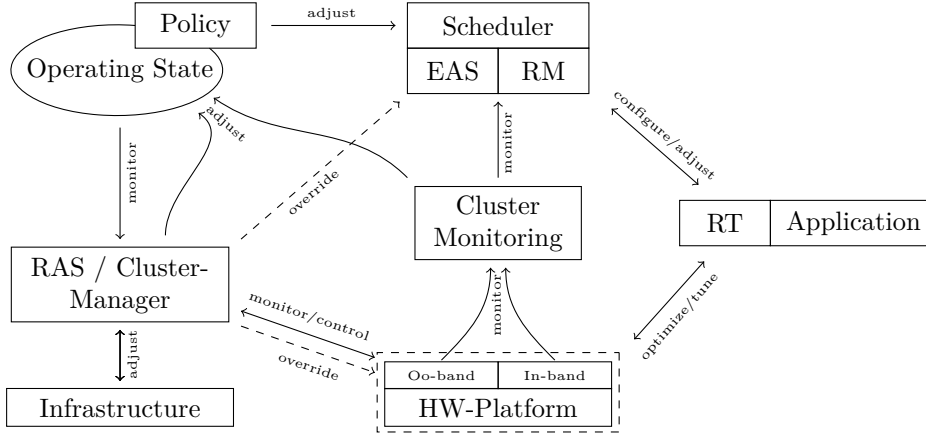 Policy
Operating State
adjust
Scheduler
EAS
RM
adjust
configure/adjust
monitor
monitor
override
Cluster
Monitoring
RT
Application
RAS / Cluster-
Manager
monitor/control
monitor
optimize/tune
override
adjust
Oo-band
In-band
Infrastructure
HW-Platform